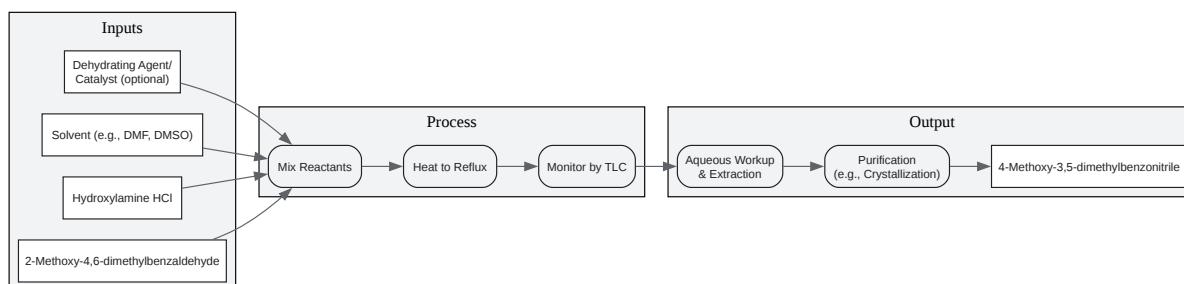 Inputs
Dehydrating Agent/
Catalyst (optional)
Solvent (e.g., DMF, DMSO)
Hydroxylamine HCl
2-Methoxy-4,6-dimethylbenzaldehyde
Process
Mix Reactants
Heat to Reflux
Monitor by TLC
Output
Aqueous Workup
& Extraction
Purification
(e.g., Crystallization)
4-Methoxy-3,5-dimethylbenzonitrile